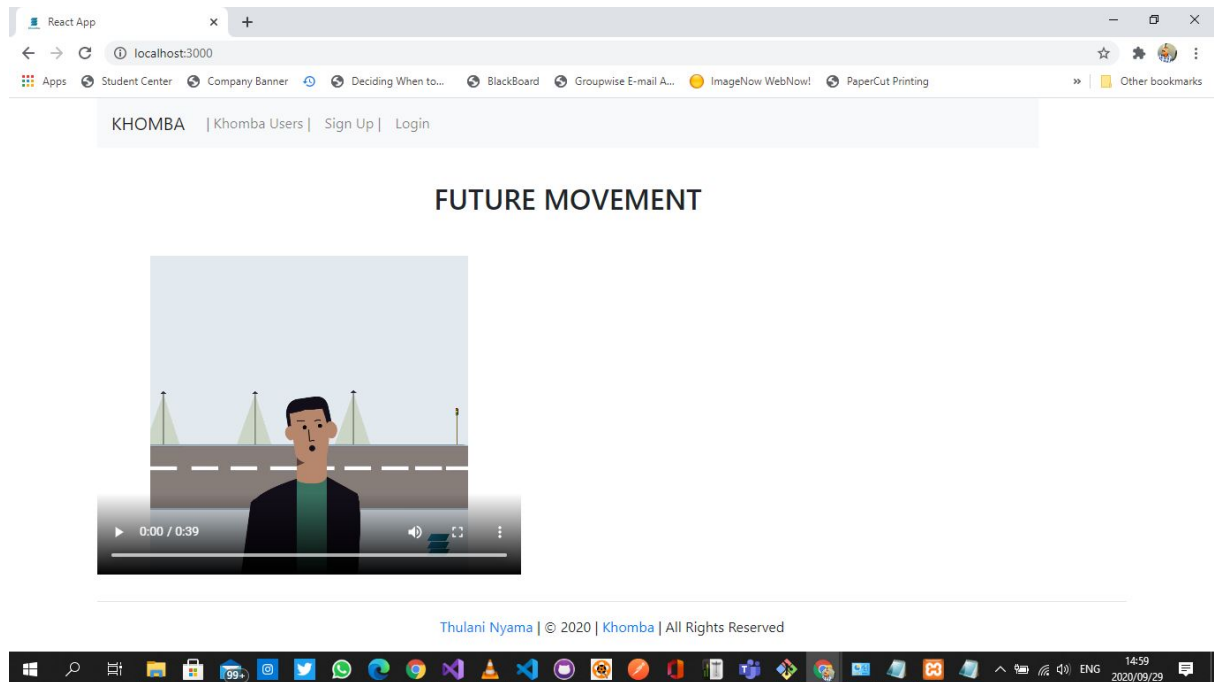 React App
localhost:3000
Apps Student Center Company Banner Deciding When to... BlackBoard Groupwise E-mail A... ImageNow WebNow! PaperCut Printing » Other bookmarks
KHOMBA | Khomba Users | Sign Up | Login
FUTURE MOVEMENT
0:00 / 0:39
Thulani Nyama | © 2020 | Khomba | All Rights Reserved
99+ ENG 14:59
2020/09/29